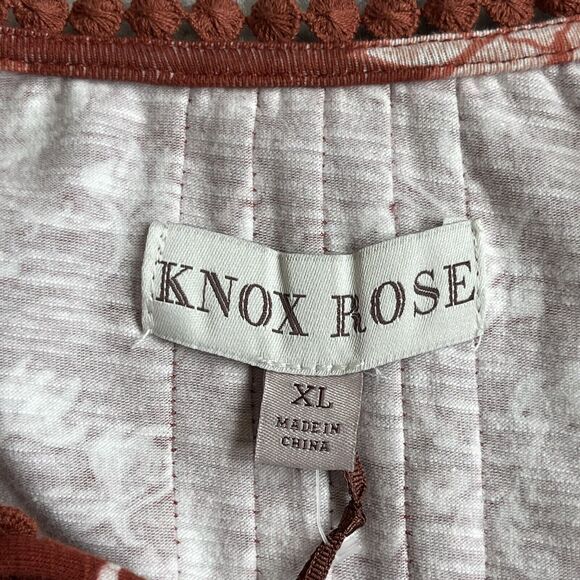 KNOX ROSE
XL
MADE IN
CHINA